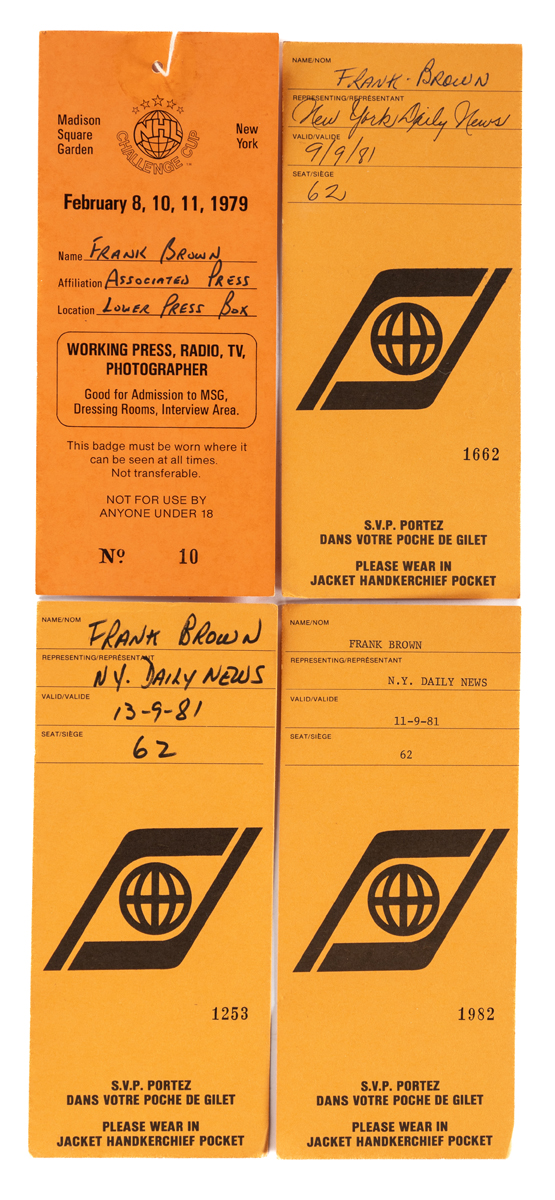 Madison
Square
Garden
New
York
NHL
CHALLENGE CUP
TM
February 8, 10, 11, 1979
Name FRANK BROWN
Affiliation ASSOCIATED PRESS
Location LOWER PRESS BOX
WORKING PRESS, RADIO, TV,
PHOTOGRAPHER
Good for Admission to MSG,
Dressing Rooms, Interview Area.
This badge must be worn where it
can be seen at all times.
Not transferable.
NOT FOR USE BY
ANYONE UNDER 18
No. 10
NAME/NOM
FRANK BROWN
REPRESENTING/REPRÉSENTANT
New York Daily News
VALID/VALIDE
9/9/81
SEAT/SIÈGE
62
1662
S.V.P. PORTEZ
DANS VOTRE POCHE DE GILET
PLEASE WEAR IN
JACKET HANDKERCHIEF POCKET
NAME/NOM
FRANK BROWN
REPRESENTING/REPRÉSENTANT
NY. DAILY NEWS
VALID/VALIDE
13-9-81
SEAT/SIÈGE
62
1253
S.V.P. PORTEZ
DANS VOTRE POCHE DE GILET
PLEASE WEAR IN
JACKET HANDKERCHIEF POCKET
NAME/NOM
FRANK BROWN
REPRESENTING/REPRÉSENTANT
N.Y. DAILY NEWS
VALID/VALIDE
11-9-81
SEAT/SIÈGE
62
1982
S.V.P. PORTEZ
DANS VOTRE POCHE DE GILET
PLEASE WEAR IN
JACKET HANDKERCHIEF POCKET